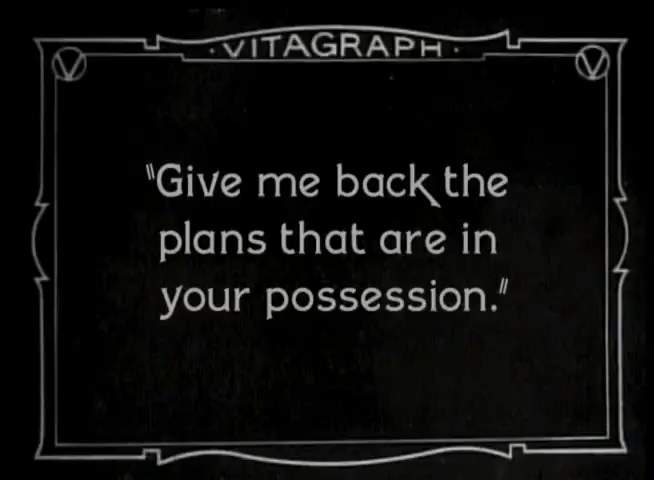 ·VITAGRAPH·
V V
"Give me back the
plans that are in
your possession."